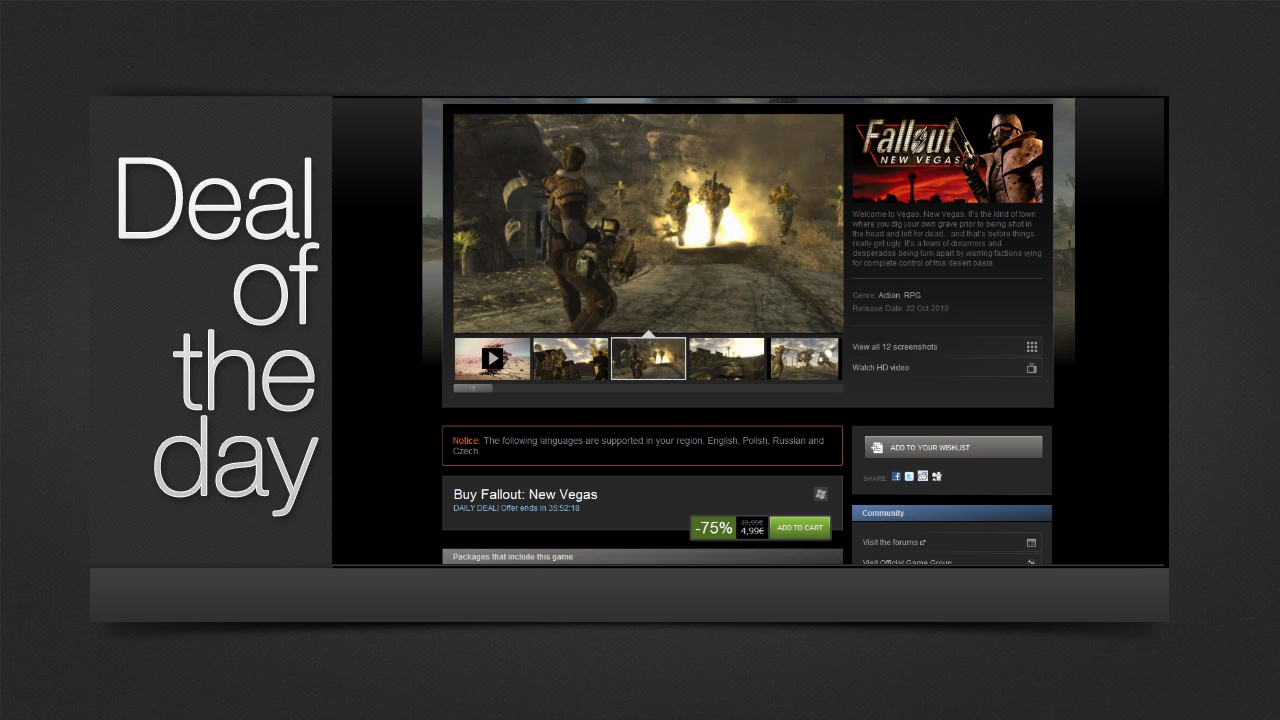 Deal
of
the
day
Fallout
NEW VEGAS
Welcome to Vegas. New Vegas. It's the kind of town
where you dig your own grave prior to being shot in
the head and left for dead...and that's before things
really get ugly. It's a town of dreamers and
desperados being torn apart by warring factions vying
for complete control of this desert oasis.
Genre: Action, RPG
Release Date: 22 Oct 2010
View all 12 screenshots
Watch HD video
Notice: The following languages are supported in your region. English, Polish, Russian and
Czech.
Buy Fallout: New Vegas
DAILY DEAL! Offer ends in 35:52:18
-75%
19,99€
4,99€
ADD TO CART
Packages that include this game
ADD TO YOUR WISHLIST
SHARE:
Community
Visit the forums
Visit Official Game Group